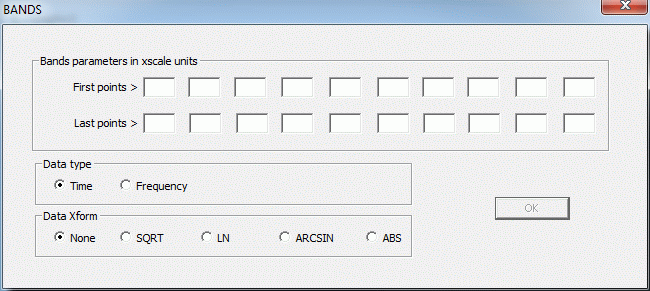 BANDS
Bands parameters in xscale units
First points >
Last points >
Data type
Time Frequency
OK
Data Xform
None SQRT LN ARCSIN ABS